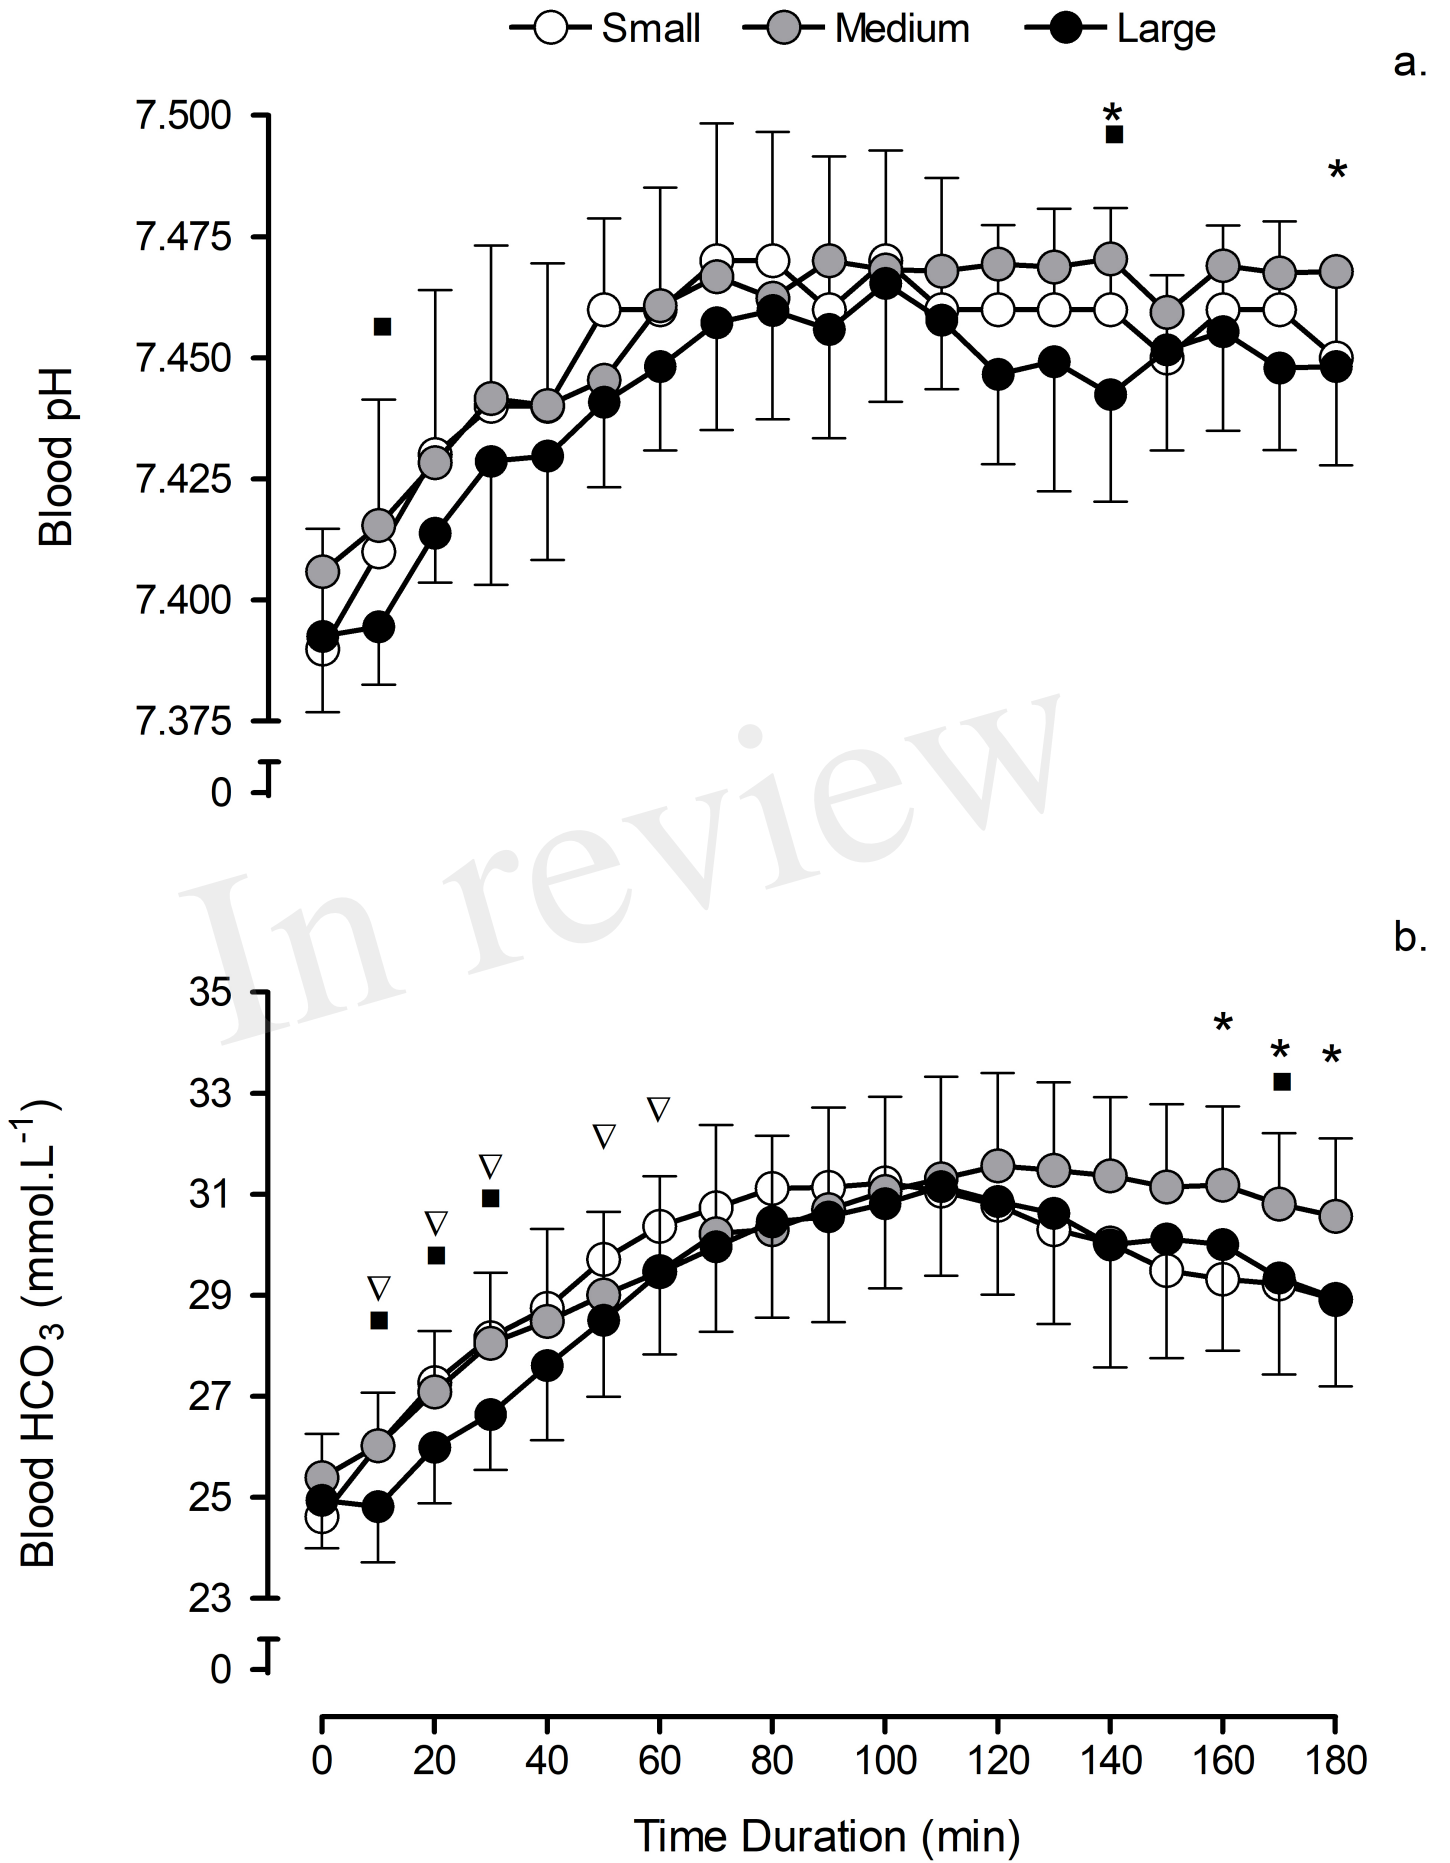 Small Medium Large
a.
7.500
7.475
7.450
7.425
7.400
7.375
0
Blood pH
* 
*
In review
b.
35
33
31
29
27
25
23
0
Blood HCO₃ (mmol.L⁻¹)
*
* *
0 20 40 60 80 100 120 140 160 180
Time Duration (min)